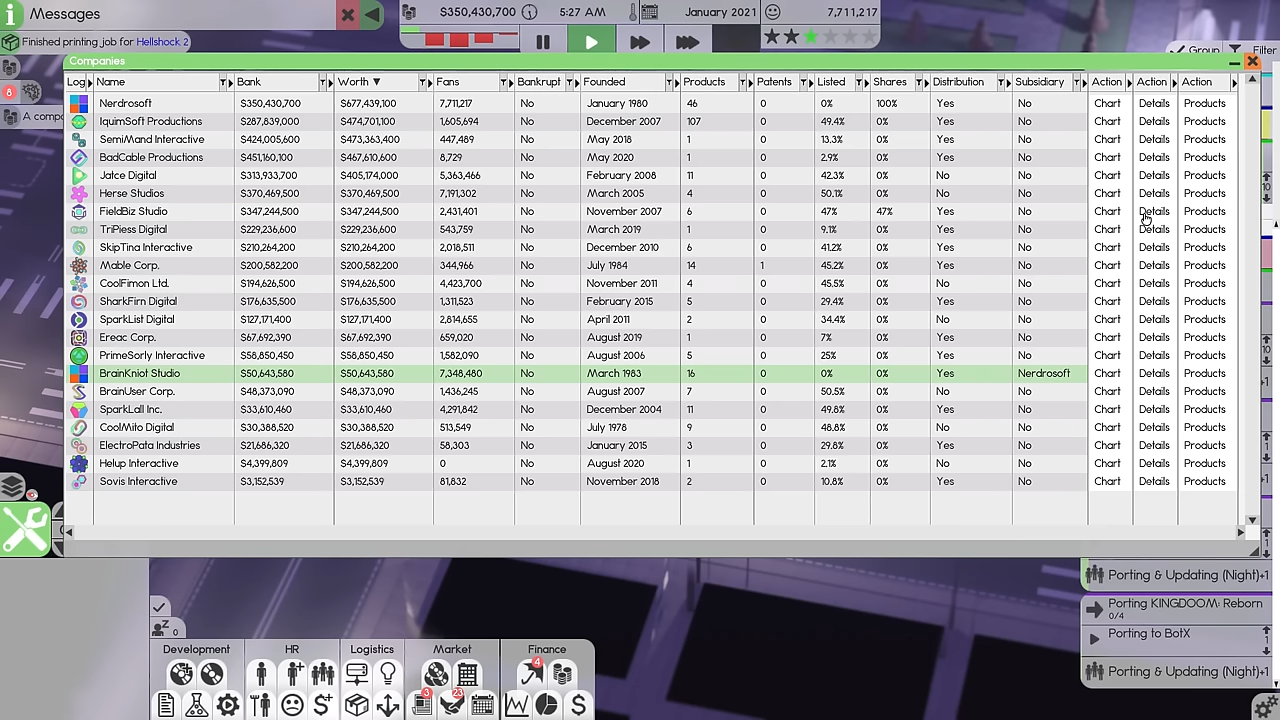 Messages
$350,430,700 5:27 AM January 2021 7,711,217
Finished printing job for Hellshock 2
Group Filter
Companies
Log Name Bank Worth ▼ Fans Bankrupt Founded Products Patents Listed Shares Distribution Subsidiary Action Action Action
Nerdrosoft $350,430,700 $677,439,100 7,711,217 No January 1980 46 0 0% 100% Yes No Chart Details Products
IquimSoft Productions $287,839,000 $474,701,100 1,605,694 No December 2007 107 0 49.4% 0% Yes No Chart Details Products
SemiMand Interactive $424,005,600 $473,363,400 447,489 No May 2018 1 0 13.3% 0% Yes No Chart Details Products
BadCable Productions $451,160,100 $467,610,600 8,729 No May 2020 1 0 2.9% 0% Yes No Chart Details Products
Jatce Digital $313,933,700 $405,174,000 5,363,466 No February 2008 11 0 42.3% 0% No No Chart Details Products
Herse Studios $370,469,500 $370,469,500 7,191,302 No March 2005 4 0 50.1% 0% No No Chart Details Products
FieldBiz Studio $347,244,500 $347,244,500 2,431,401 No November 2007 6 0 47% 47% Yes No Chart Details Products
TriPiess Digital $229,236,600 $229,236,600 543,759 No March 2019 1 0 9.1% 0% Yes No Chart Details Products
SkipTina Interactive $210,264,200 $210,264,200 2,018,511 No December 2010 6 0 41.2% 0% Yes No Chart Details Products
Mable Corp. $200,582,200 $200,582,200 344,966 No July 1984 14 1 45.2% 0% Yes No Chart Details Products
CoolFimon Ltd. $194,626,500 $194,626,500 4,423,700 No November 2011 4 0 45.5% 0% No No Chart Details Products
SharkFirn Digital $176,635,500 $176,635,500 1,311,523 No February 2015 5 0 29.4% 0% Yes No Chart Details Products
SparkList Digital $127,171,400 $127,171,400 2,814,655 No April 2011 2 0 34.4% 0% No No Chart Details Products
Ereac Corp. $67,692,390 $67,692,390 659,020 No August 2019 1 0 7% 0% Yes No Chart Details Products
PrimeSorly Interactive $58,850,450 $58,850,450 1,582,090 No August 2006 5 0 25% 0% Yes No Chart Details Products
BrainKniot Studio $50,643,580 $50,643,580 7,348,480 No March 1983 16 0 0% 0% Yes Nerdrosoft Chart Details Products
BrainUser Corp. $48,373,090 $48,373,090 1,436,245 No August 2007 7 0 50.5% 0% No No Chart Details Products
SparkLall Inc. $33,610,460 $33,610,460 4,291,842 No December 2004 11 0 49.8% 0% Yes No Chart Details Products
CoolMito Digital $30,388,520 $30,388,520 513,549 No July 1978 9 0 48.8% 0% No No Chart Details Products
ElectroPata Industries $21,686,320 $21,686,320 58,303 No January 2015 3 0 29.8% 0% Yes No Chart Details Products
Helup Interactive $4,399,809 $4,399,809 0 No August 2020 1 0 2.1% 0% No No Chart Details Products
Sovis Interactive $3,152,539 $3,152,539 81,832 No November 2018 2 0 10.8% 0% Yes No Chart Details Products
8
A compa
10
10
+1
1
+1
1
Porting & Updating (Night)+1
Porting KINGDOOM: Reborn
0/4
Porting to BotX
1
Porting & Updating (Night)+1
Z 0
Development HR Logistics Market Finance
4
3 23